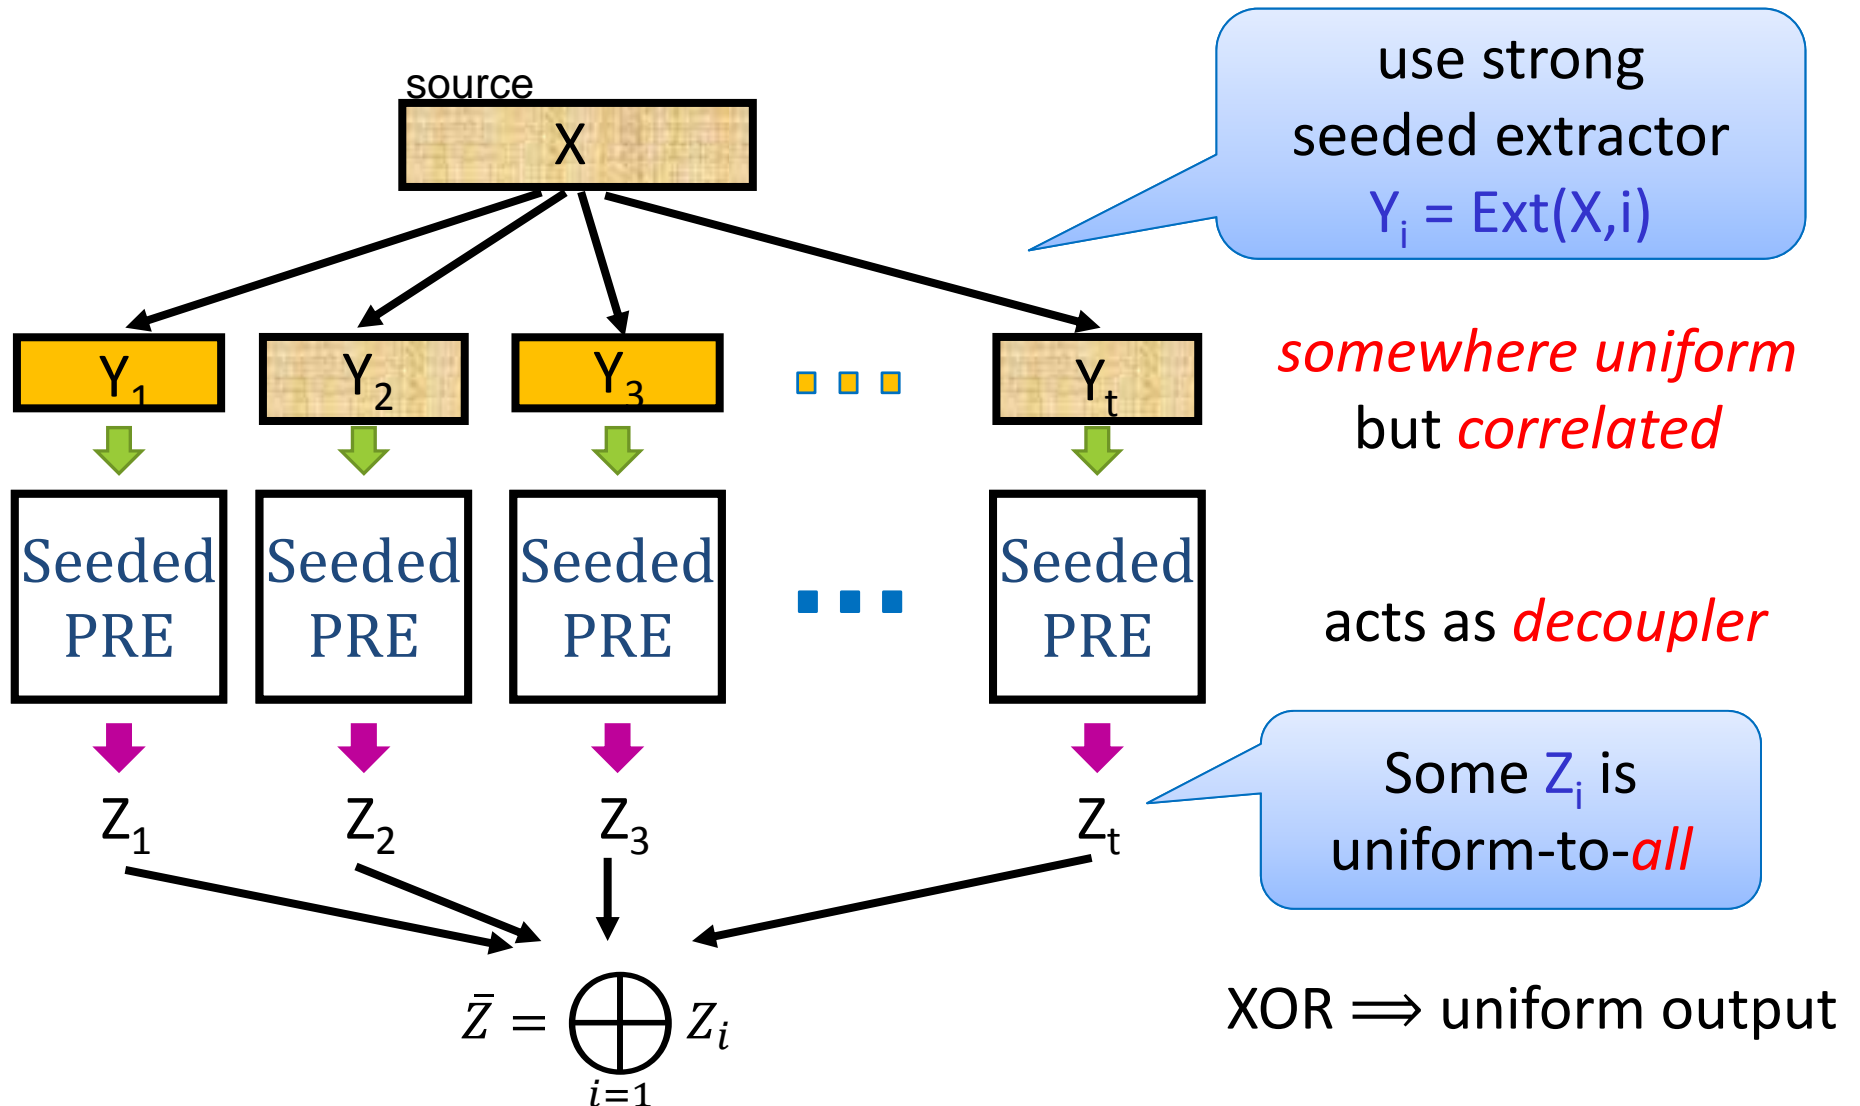 source
X
use strong
seeded extractor
Yᵢ = Ext(X,i)
Y₁ Y₂ Y₃ Yₜ
somewhere uniform
but correlated
Seeded PRE
Seeded PRE
Seeded PRE
Seeded PRE
acts as decoupler
Z₁ Z₂ Z₃ Zₜ
Some Zᵢ is
uniform-to-all
Z̄ = ⨁ Zᵢ
i=1
XOR ⟹ uniform output